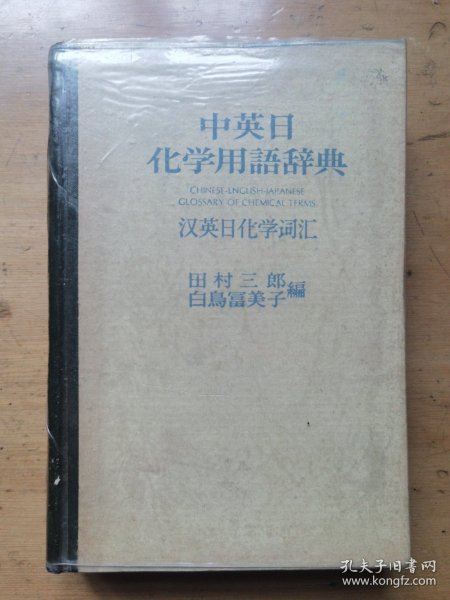 中英日
化学用語辞典
CHINESE-ENGLISH-JAPANESE
GLOSSARY OF CHEMICAL TERMS
汉英日化学词汇
田村三郎
白鳥冨美子 編
孔夫子旧书网
www.kongfz.com